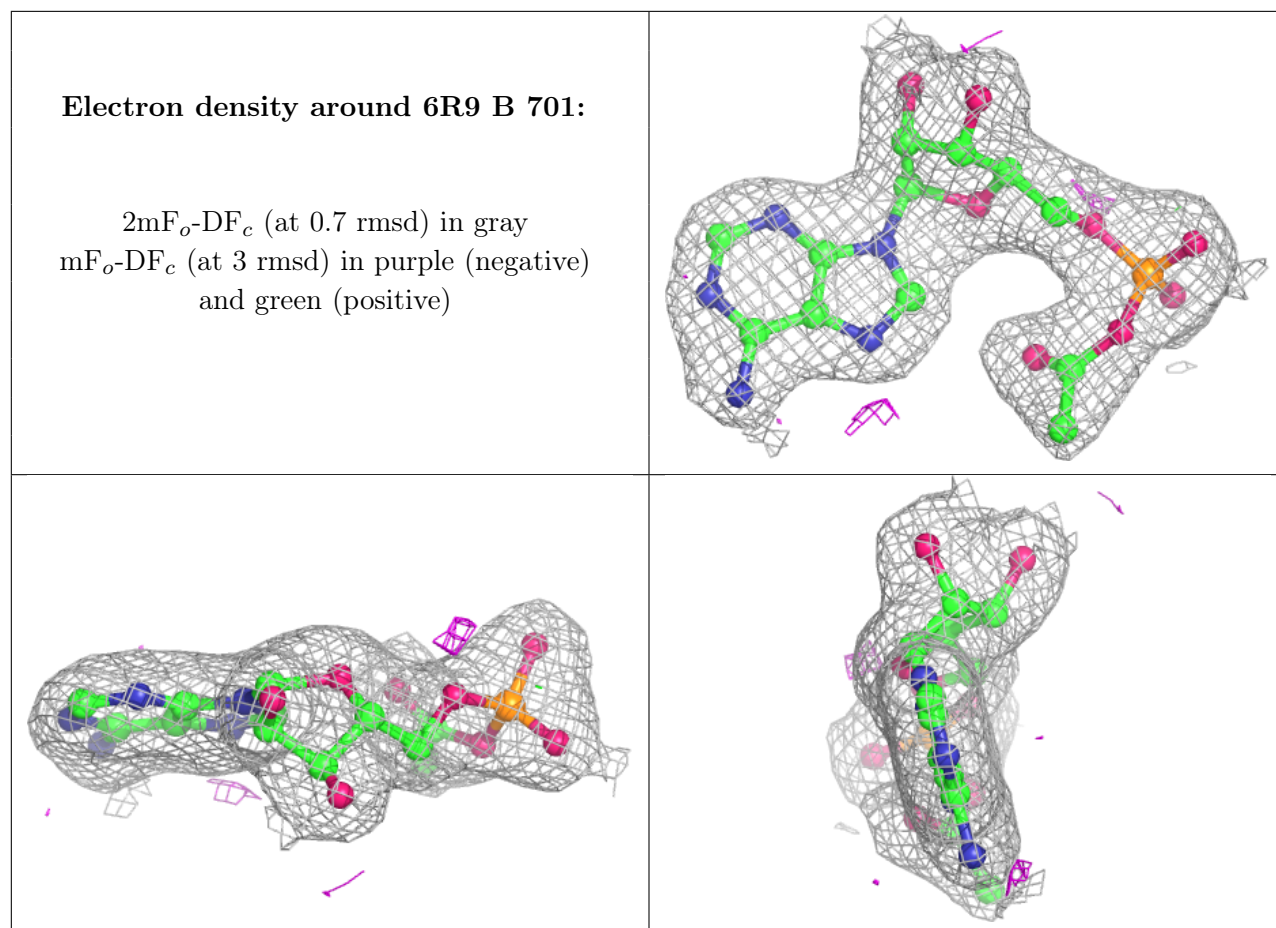 Electron density around 6R9 B 701:
2mFₒ-DF𝒸 (at 0.7 rmsd) in gray
mFₒ-DF𝒸 (at 3 rmsd) in purple (negative)
and green (positive)